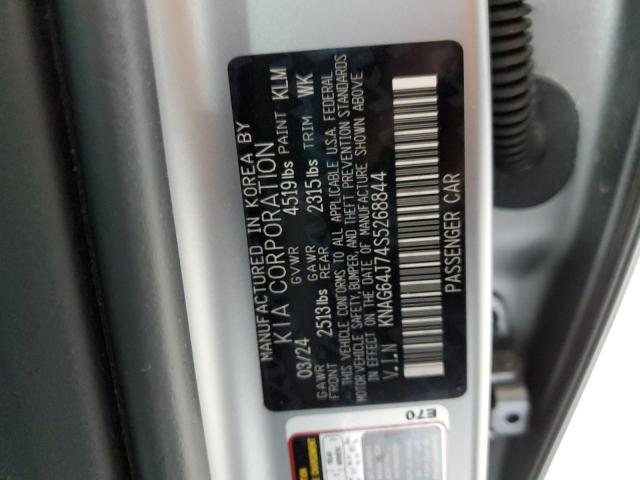 MANUFACTURED IN KOREA BY
KIA CORPORATION
03/24 GVWR 4519lbs PAINT KLM
GAWR FRONT 2513lbs GAWR REAR 2315lbs TRIM WK
THIS VEHICLE CONFORMS TO ALL APPLICABLE U.S.A. FEDERAL
MOTOR VEHICLE SAFETY, BUMPER, AND THEFT PREVENTION STANDARDS
IN EFFECT ON THE DATE OF MANUFACTURE SHOWN ABOVE
V.I.N KNAG64J74S5268844
PASSENGER CAR
E70